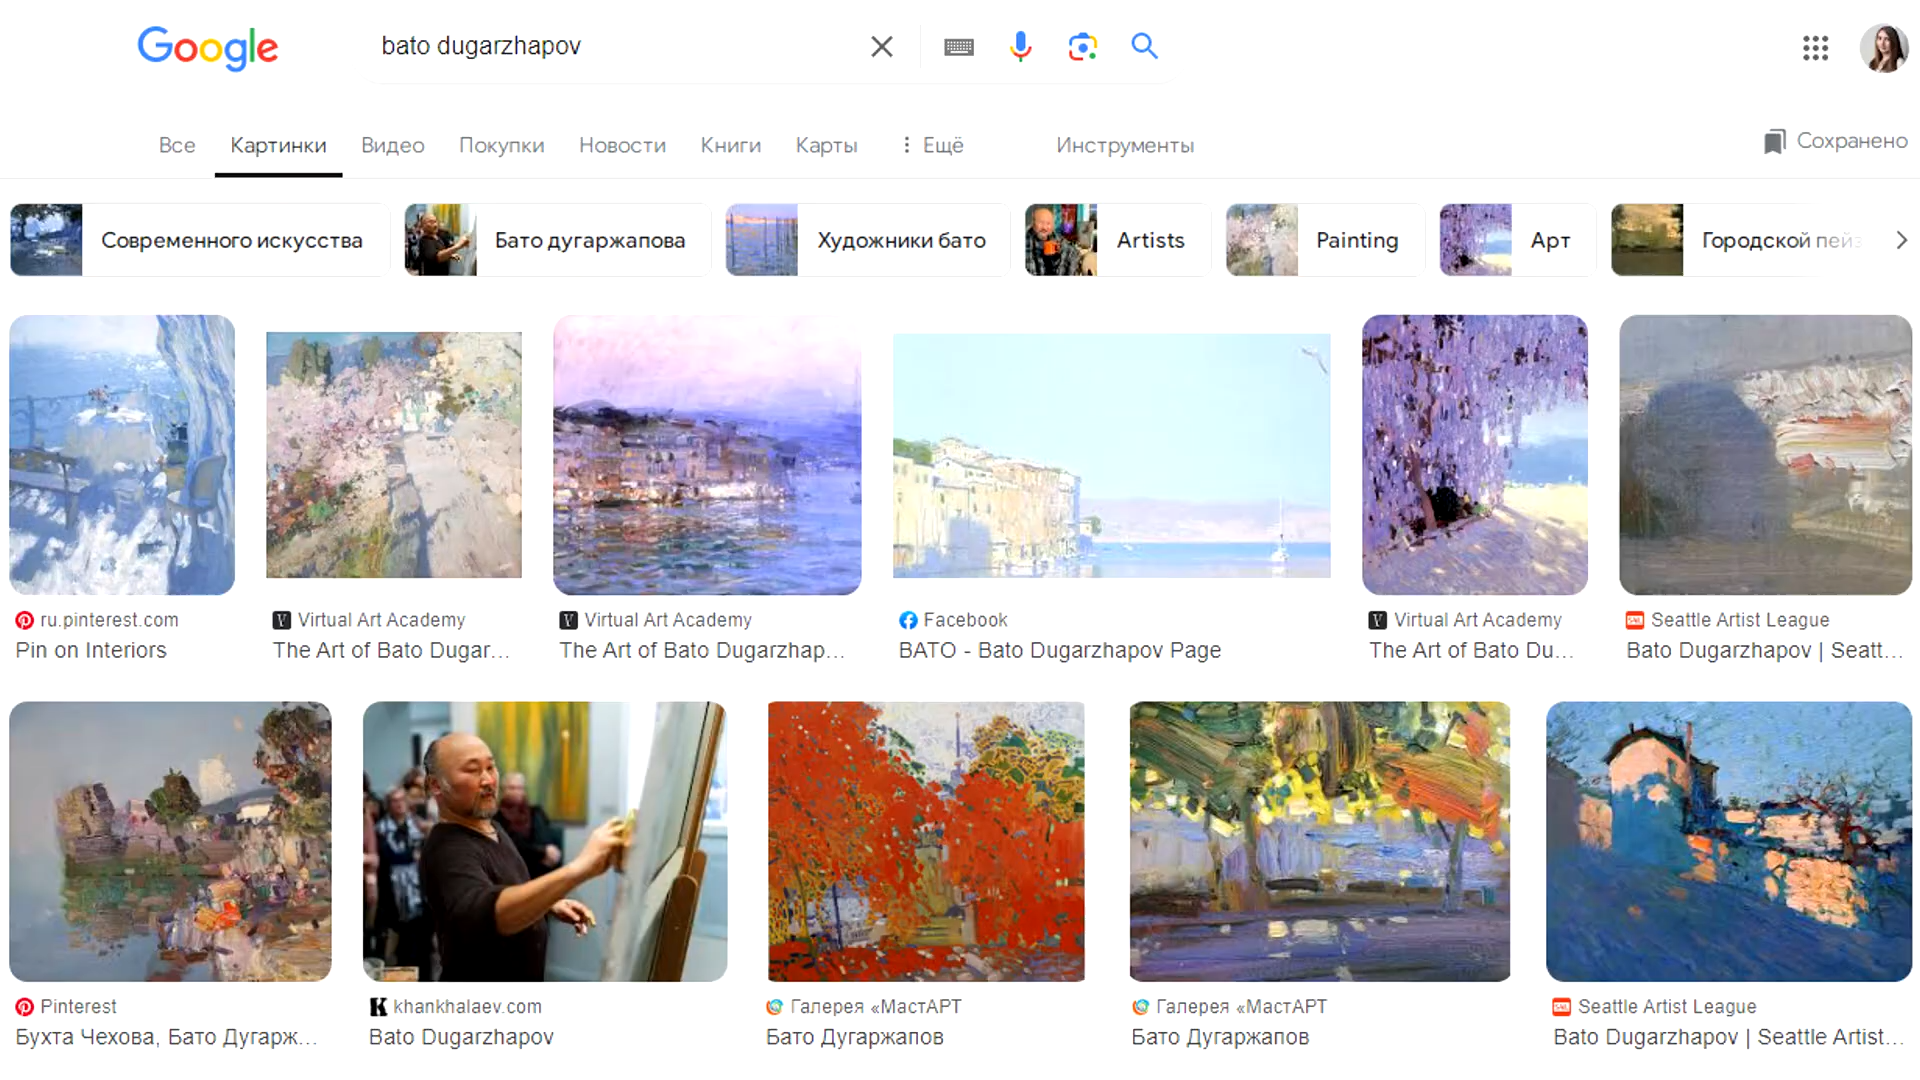 Google
bato dugarzhapov
Все Картинки Видео Покупки Новости Книги Карты Ещё Инструменты Сохранено
Современного искусства Бато дугаржапова Художники бато Artists Painting Арт Городской пейз
ru.pinterest.com Virtual Art Academy Virtual Art Academy Facebook Virtual Art Academy Seattle Artist League
Pin on Interiors The Art of Bato Dugar... The Art of Bato Dugarzhap... BATO - Bato Dugarzhapov Page The Art of Bato Du... Bato Dugarzhapov | Seatt...
Pinterest khankhalaev.com Галерея «МастАРТ Галерея «МастАРТ Seattle Artist League
Бухта Чехова, Бато Дугарж... Bato Dugarzhapov Бато Дугаржапов Бато Дугаржапов Bato Dugarzhapov | Seattle Artist...